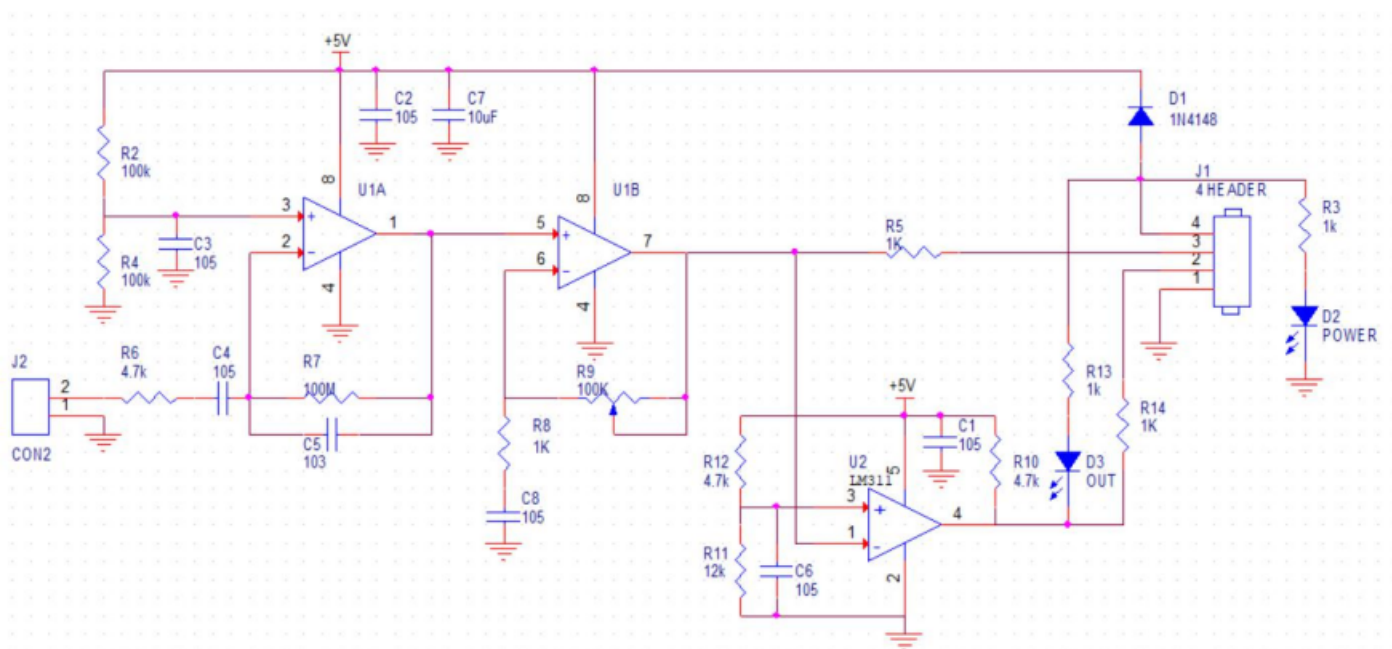 +5V
C2
105
C7
10uF
D1
1N4148
R2
100k
8
U1A
3
+
2
-
1
4
C3
105
R4
100k
8
U1B
5
+
6
-
7
4
R5
1K
J1
4 HEADER
4
3
2
1
R3
1k
D2
POWER
J2
2
1
CON2
R6
4.7k
C4
105
R7
100M
C5
103
R9
100K
R8
1K
C8
105
+5V
C1
105
R12
4.7k
U2
LM311
5
3
+
1
-
4
2
R10
4.7k
R13
1k
D3
OUT
R14
1K
R11
12k
C6
105